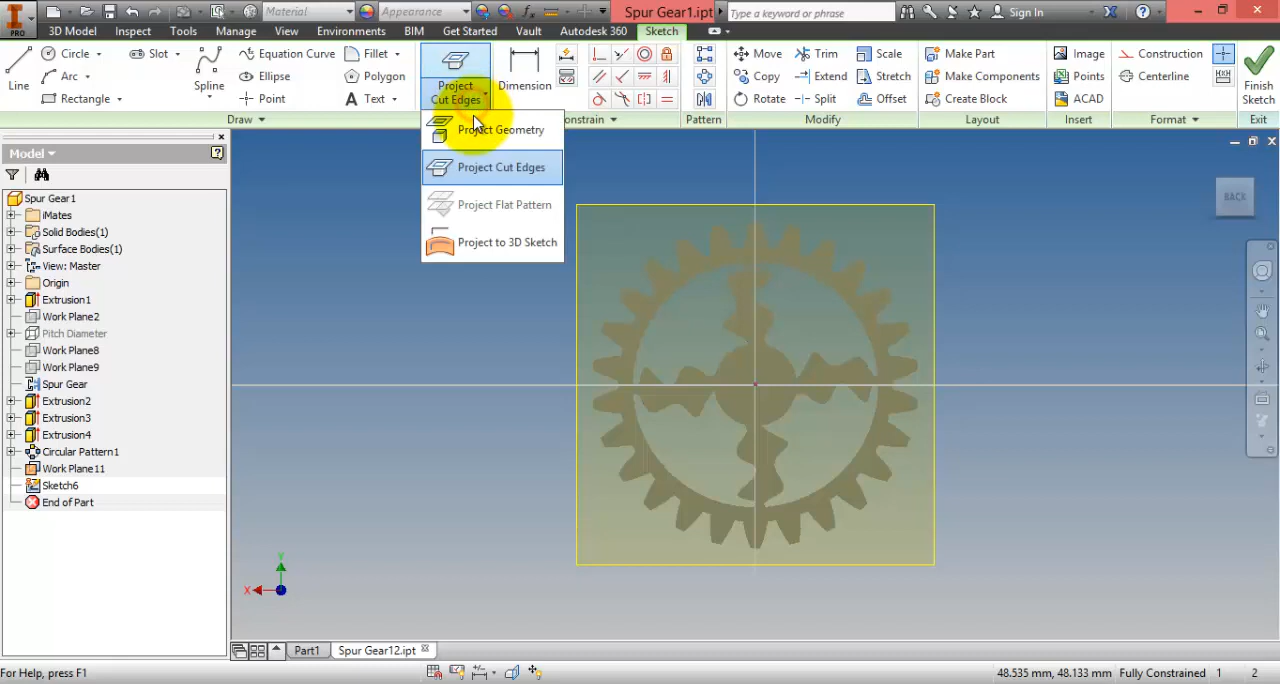 PRO
Material
Appearance
Spur Gear1.ipt
Type a keyword or phrase
Sign In
3D Model
Inspect
Tools
Manage
View
Environments
BIM
Get Started
Vault
Autodesk 360
Sketch
Line
Circle
Arc
Rectangle
Slot
Spline
Equation Curve
Ellipse
Point
Fillet
Polygon
Text
Project
Cut Edges
Dimension
Move
Copy
Rotate
Trim
Extend
Split
Scale
Stretch
Offset
Make Part
Make Components
Create Block
Image
Points
ACAD
Construction
Centerline
Finish
Sketch
Draw
Constrain
Pattern
Modify
Layout
Insert
Format
Exit
Project Geometry
Project Cut Edges
Project Flat Pattern
Project to 3D Sketch
Model
Spur Gear1
iMates
Solid Bodies(1)
Surface Bodies(1)
View: Master
Origin
Extrusion1
Work Plane2
Pitch Diameter
Work Plane8
Work Plane9
Spur Gear
Extrusion2
Extrusion3
Extrusion4
Circular Pattern1
Work Plane11
Sketch6
End of Part
BACK
Y
X
Part1
Spur Gear12.ipt
For Help, press F1
48.535 mm, 48.133 mm
Fully Constrained
1
2